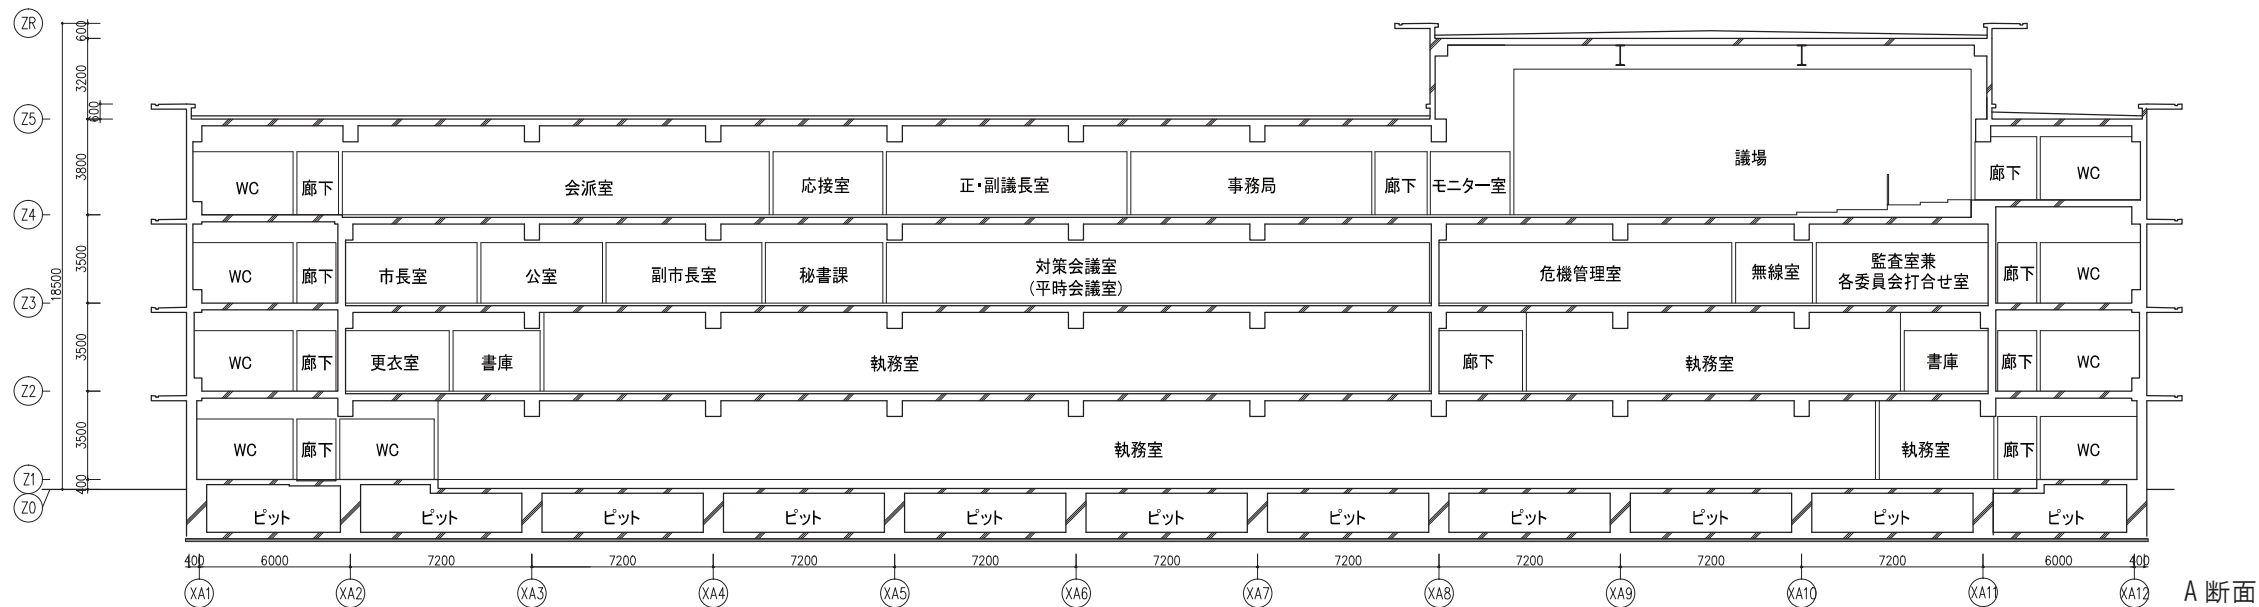 ZR
600
3200
600
Z5
3800
WC 廊下 会派室 応接室 正・副議長室 事務局 廊下 モニター室 議場 廊下 WC
Z4
3500
18500
WC 廊下 市長室 公室 副市長室 秘書課 対策会議室 危機管理室 無線室 監査室兼 廊下 WC
(平時会議室) 各委員会打合せ室
Z3
3500
WC 廊下 更衣室 書庫 執務室 廊下 執務室 書庫 廊下 WC
Z2
3500
WC 廊下 WC 執務室 執務室 廊下 WC
Z1
400
Z0
ピット ピット ピット ピット ピット ピット ピット ピット ピット ピット ピット
400 6000 7200 7200 7200 7200 7200 7200 7200 7200 7200 6000 400
XA1 XA2 XA3 XA4 XA5 XA6 XA7 XA8 XA9 XA10 XA11 XA12
A 断面